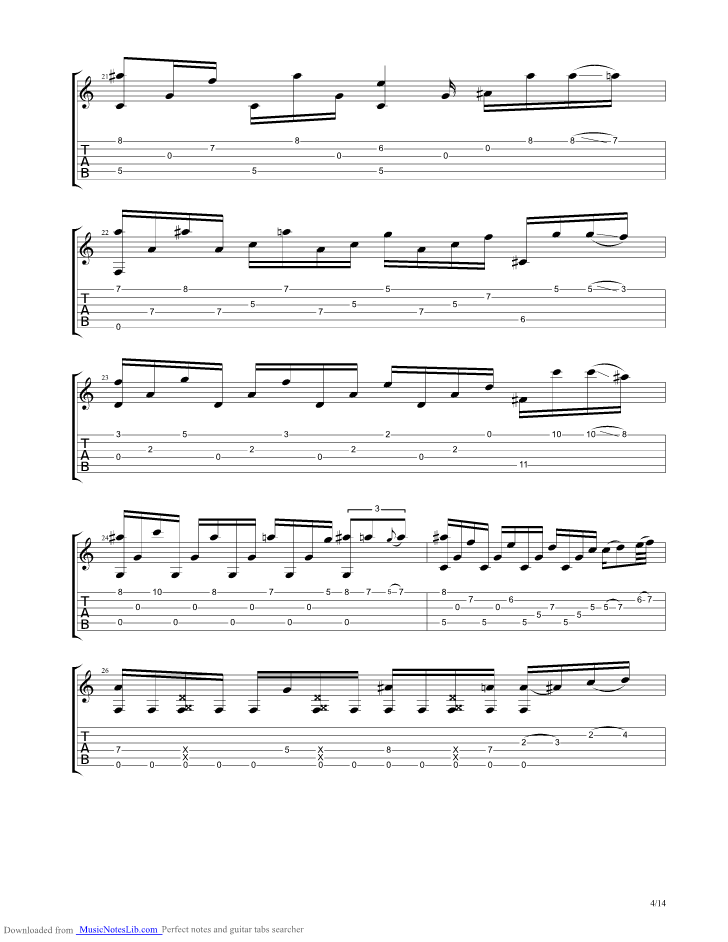 21
T A B
8 5 0 7 5 8 0 6 5 0 0 8 8 7
22
T A B
7 0 7 8 7 5 7 7 5 5 7 5 7 6 5 5 3
23
T A B
3 0 2 5 0 2 3 0 2 2 0 2 0 11 10 10 8
24
3
T A B
8 0 0 10 0 0 8 0 0 7 0 0 5 8 0 7 5 7 8 5 0 7 0 6 5 5 7 5 5 5 7 6 7
26
T A B
7 0 0 X X 0 0 0 5 X X 0 0 8 0 0 X X 0 7 0 2 0 3 2 4
4/14
Downloaded from MusicNotesLib.com Perfect notes and guitar tabs searcher